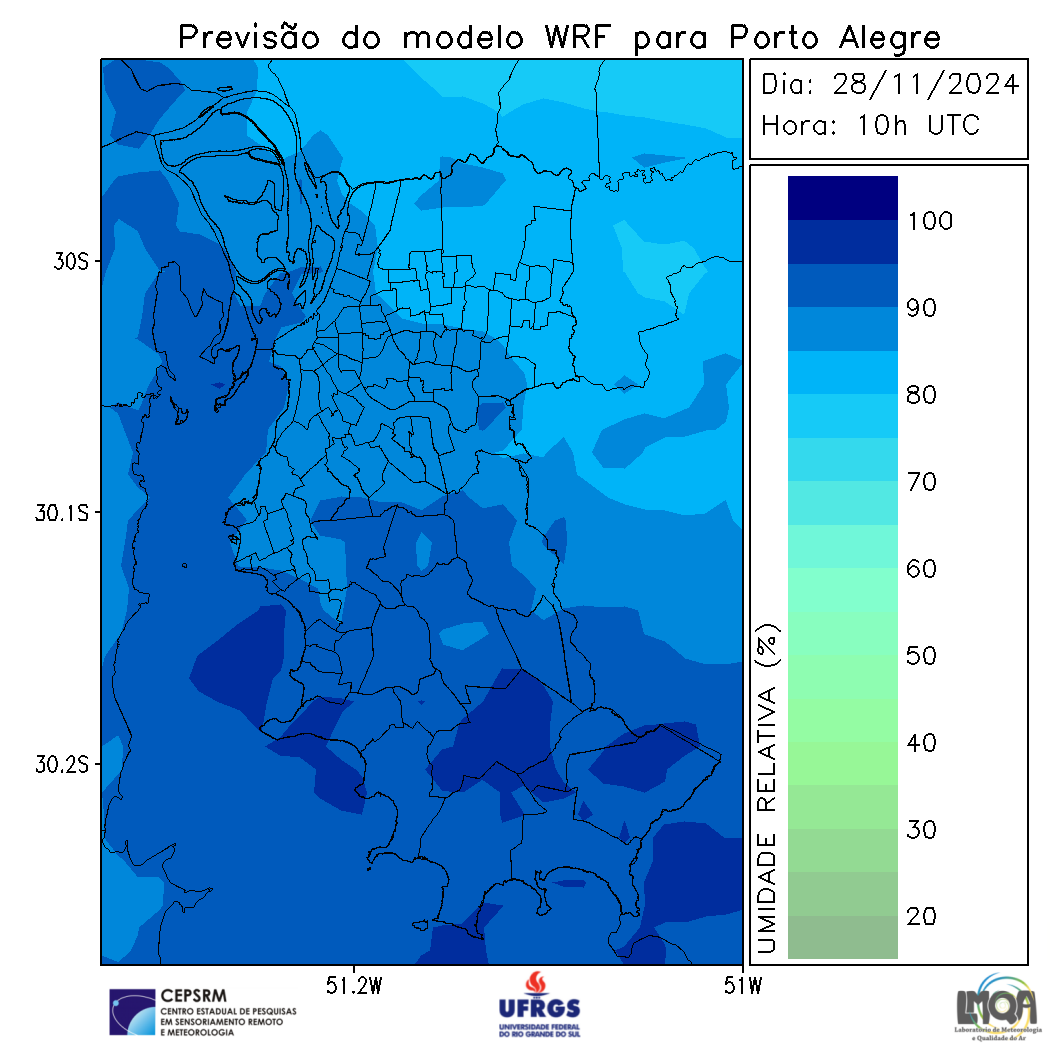 Previsão do modelo WRF para Porto Alegre
Dia: 28/11/2024
Hora: 10h UTC
30S
30.1S
30.2S
51.2W
51W
UMIDADE RELATIVA (%)
100
90
80
70
60
50
40
30
20
CEPSRM
CENTRO ESTADUAL DE PESQUISAS
EM SENSORIAMENTO REMOTO
E METEOROLOGIA
UFRGS
UNIVERSIDADE FEDERAL
DO RIO GRANDE DO SUL
LMQA
Laboratório de Meteorologia
e Qualidade do Ar